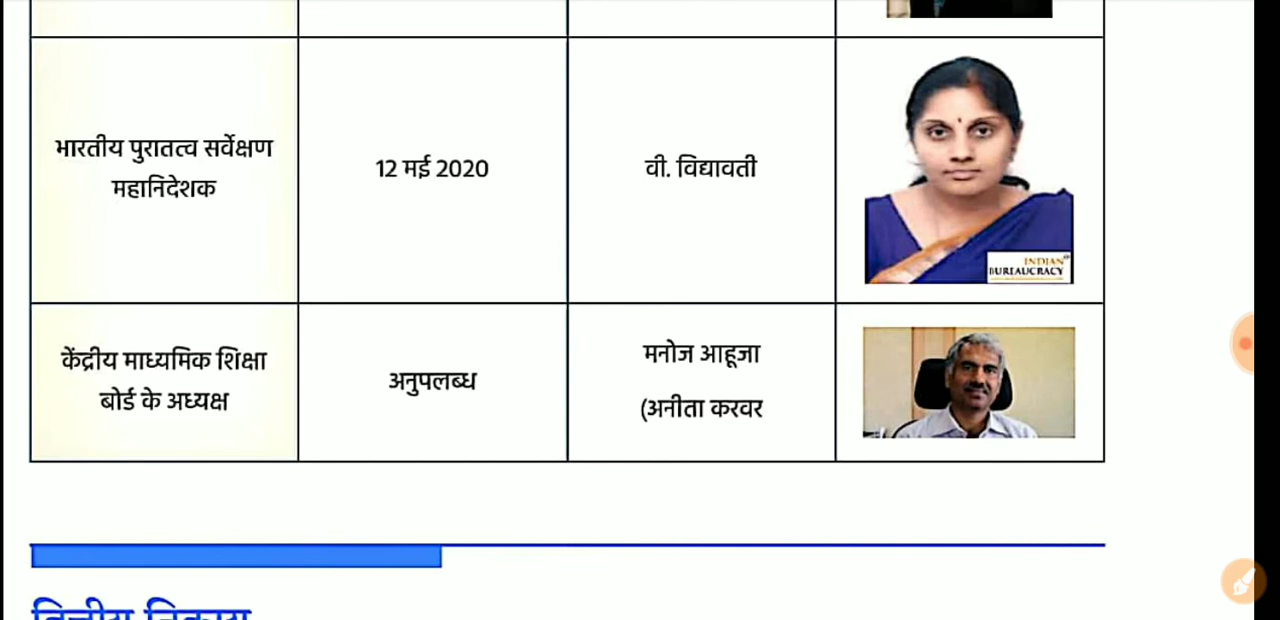 भारतीय पुरातत्व सर्वेक्षण
महानिदेशक
12 मई 2020
वी. विद्यावती
INDIAN
BUREAUCRACY
केंद्रीय माध्यमिक शिक्षा
बोर्ड के अध्यक्ष
अनुपलब्ध
मनोज आहूजा
(अनीता करवर
वित्तीय निकाय